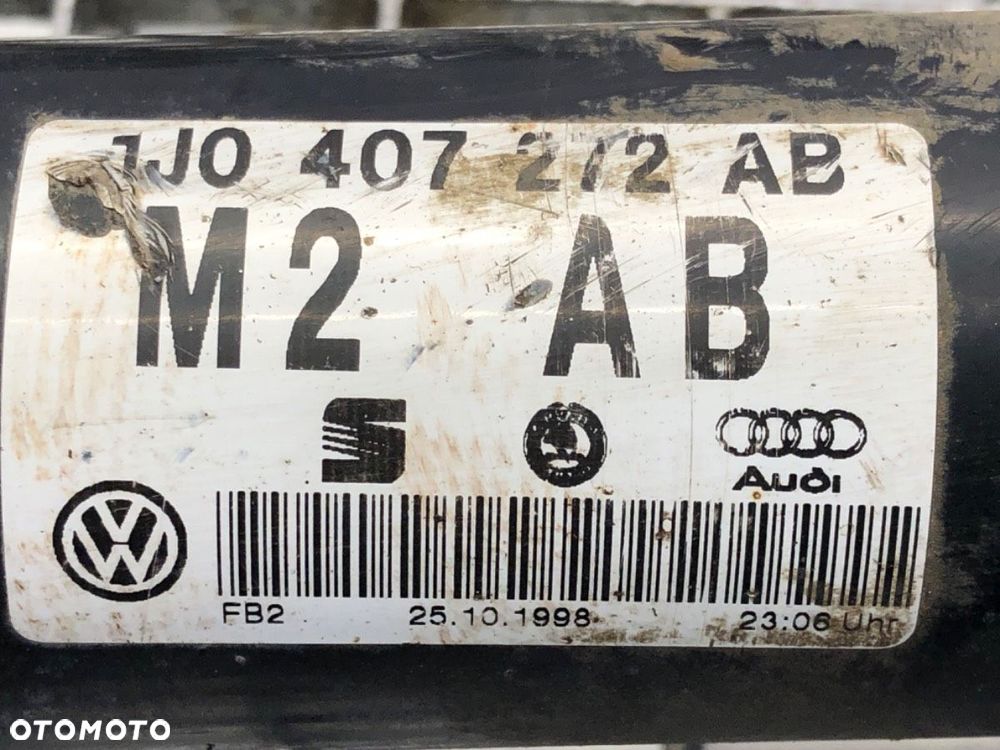 1J0 407 272 AB
M2 AB
AUDI
FB2 25.10.1998 23:06 Uhr
OTOMOTO